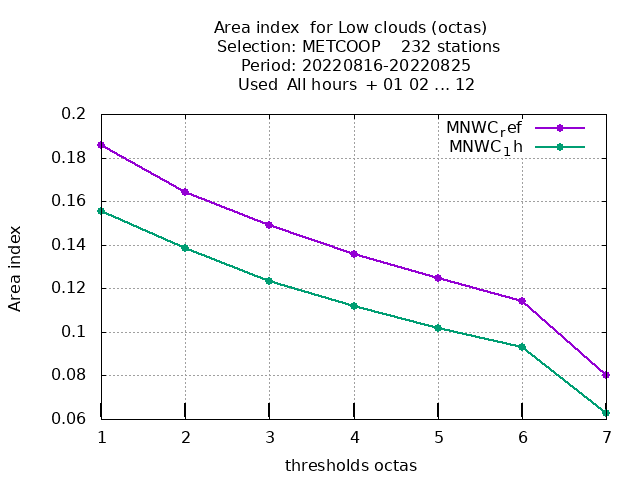 Area index  for Low clouds (octas)
Selection: METCOOP    232 stations
Period: 20220816-20220825
Used  All hours  + 01 02 ... 12
0.2
0.18
0.16
0.14
0.12
0.1
0.08
0.06
Area index
MNWC_ref
MNWC_1h
1 2 3 4 5 6 7
thresholds octas